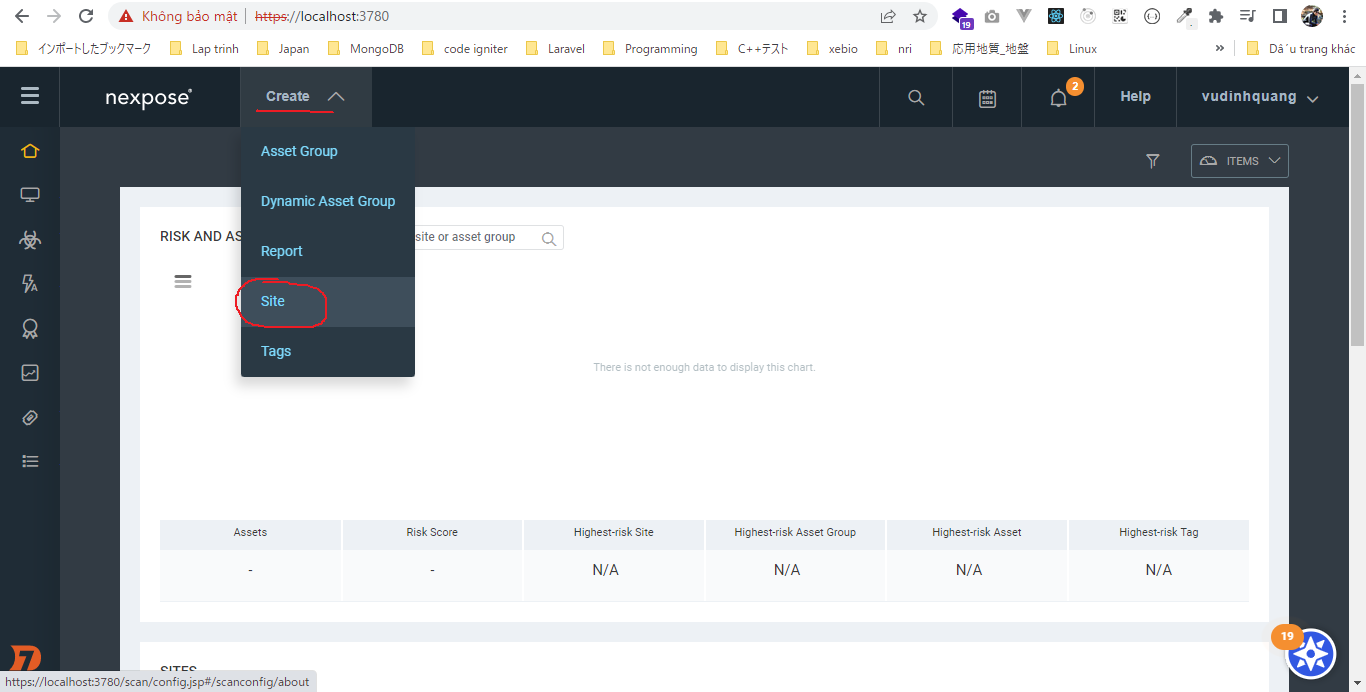 Không bảo mật https://localhost:3780
19
インポートしたブックマーク Lap trinh Japan MongoDB code igniter Laravel Programming C++テスト xebio nri 応用地質_地盤 Linux » Dấu trang khác
nexpose® Create 2 Help vudinhquang
Asset Group
ITEMS
Dynamic Asset Group
RISK AND AS site or asset group
Report
Site
Tags
There is not enough data to display this chart.
Assets Risk Score Highest-risk Site Highest-risk Asset Group Highest-risk Asset Highest-risk Tag
- - N/A N/A N/A N/A
19
SITES
https://localhost:3780/scan/config.jsp#/scanconfig/about